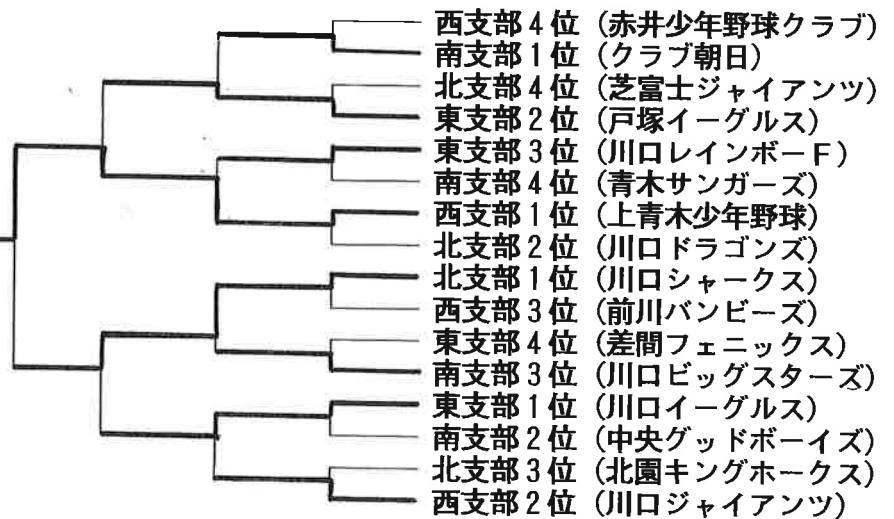 西支部4位(赤井少年野球クラブ)
南支部1位(クラブ朝日)
北支部4位(芝富士ジャイアンツ)
東支部2位(戸塚イーグルス)
東支部3位(川口レインボーF)
南支部4位(青木サンガーズ)
西支部1位(上青木少年野球)
北支部2位(川口ドラゴンズ)
北支部1位(川口シャークス)
西支部3位(前川バンビーズ)
東支部4位(差間フェニックス)
南支部3位(川口ビッグスターズ)
東支部1位(川口イーグルス)
南支部2位(中央グッドボーイズ)
北支部3位(北園キングホークス)
西支部2位(川口ジャイアンツ)